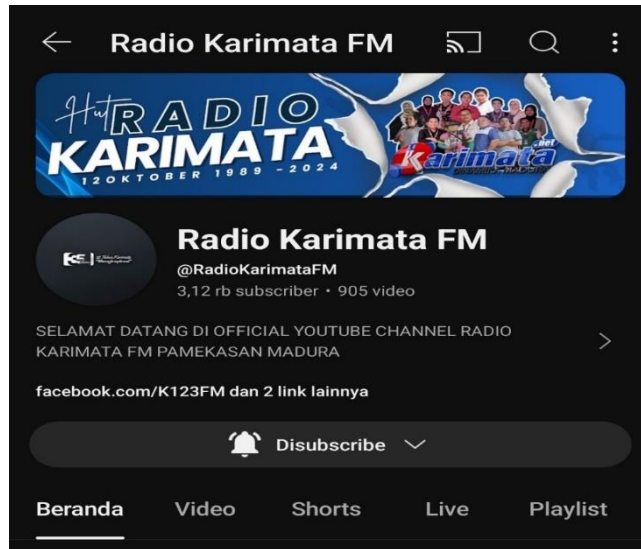 Radio Karimata FM
Hut RADIO
KARIMATA
12 OKTOBER 1989 - 2024
Karimata
.net
Radio Karimata FM
@RadioKarimataFM
3,12 rb subscriber • 905 video
SELAMAT DATANG DI OFFICIAL YOUTUBE CHANNEL RADIO
KARIMATA FM PAMEKASAN MADURA
facebook.com/K123FM dan 2 link lainnya
Disubscribe
Beranda Video Shorts Live Playlist